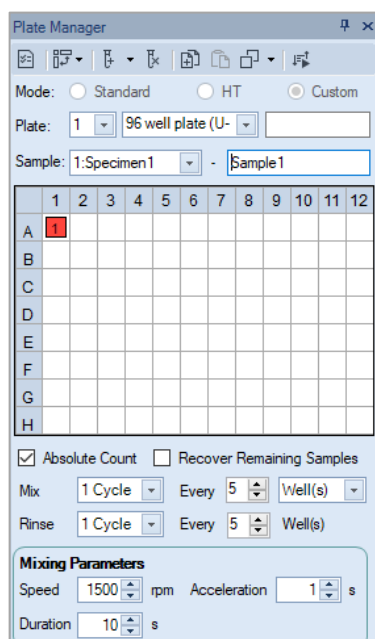 Plate Manager
Mode: Standard HT Custom
Plate: 1 96 well plate (U-
Sample: 1:Specimen1 - Sample1
1 2 3 4 5 6 7 8 9 10 11 12
A 1
B
C
D
E
F
G
H
Absolute Count Recover Remaining Samples
Mix 1 Cycle Every 5 Well(s)
Rinse 1 Cycle Every 5 Well(s)
Mixing Parameters
Speed 1500 rpm Acceleration 1 s
Duration 10 s